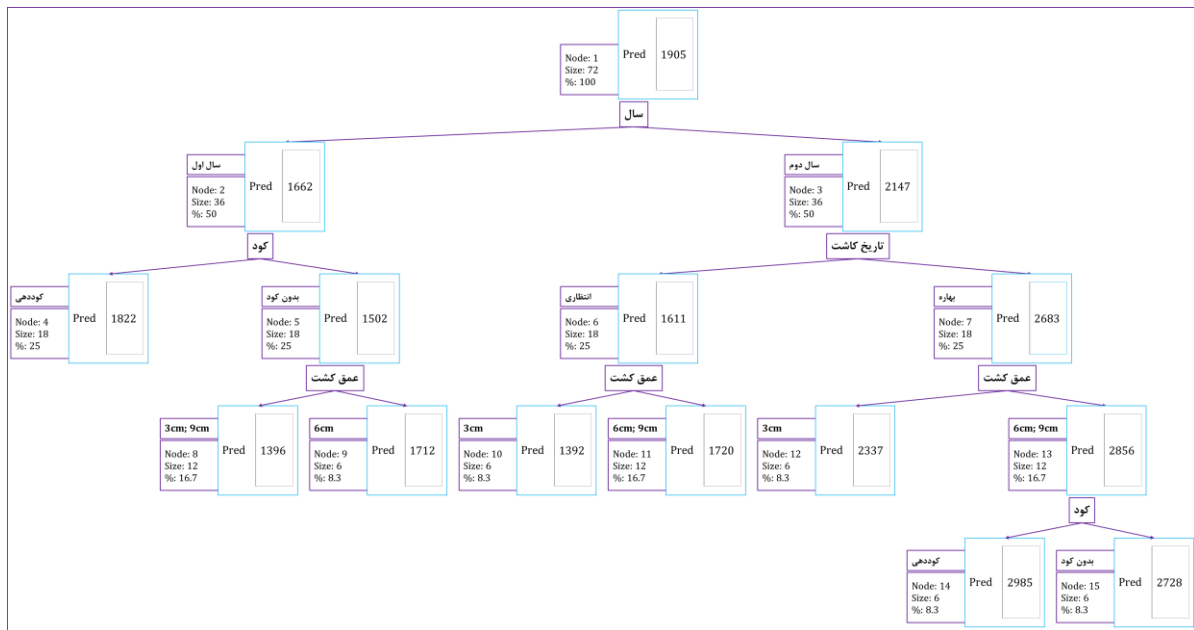 Pred 1905
Node: 1
Size: 72
%: 100
سال
سال اول
Node: 2
Size: 36
%: 50
Pred 1662
سال دوم
Node: 3
Size: 36
%: 50
Pred 2147
کود
تاریخ کاشت
کوددهی
Node: 4
Size: 18
%: 25
Pred 1822
بدون کود
Node: 5
Size: 18
%: 25
Pred 1502
انتظاری
Node: 6
Size: 18
%: 25
Pred 1611
بهاره
Node: 7
Size: 18
%: 25
Pred 2683
عمق کشت
عمق کشت
عمق کشت
3cm; 9cm
Node: 8
Size: 12
%: 16.7
Pred 1396
6cm
Node: 9
Size: 6
%: 8.3
Pred 1712
3cm
Node: 10
Size: 6
%: 8.3
Pred 1392
6cm; 9cm
Node: 11
Size: 12
%: 16.7
Pred 1720
3cm
Node: 12
Size: 6
%: 8.3
Pred 2337
6cm; 9cm
Node: 13
Size: 12
%: 16.7
Pred 2856
کود
کوددهی
Node: 14
Size: 6
%: 8.3
Pred 2985
بدون کود
Node: 15
Size: 6
%: 8.3
Pred 2728